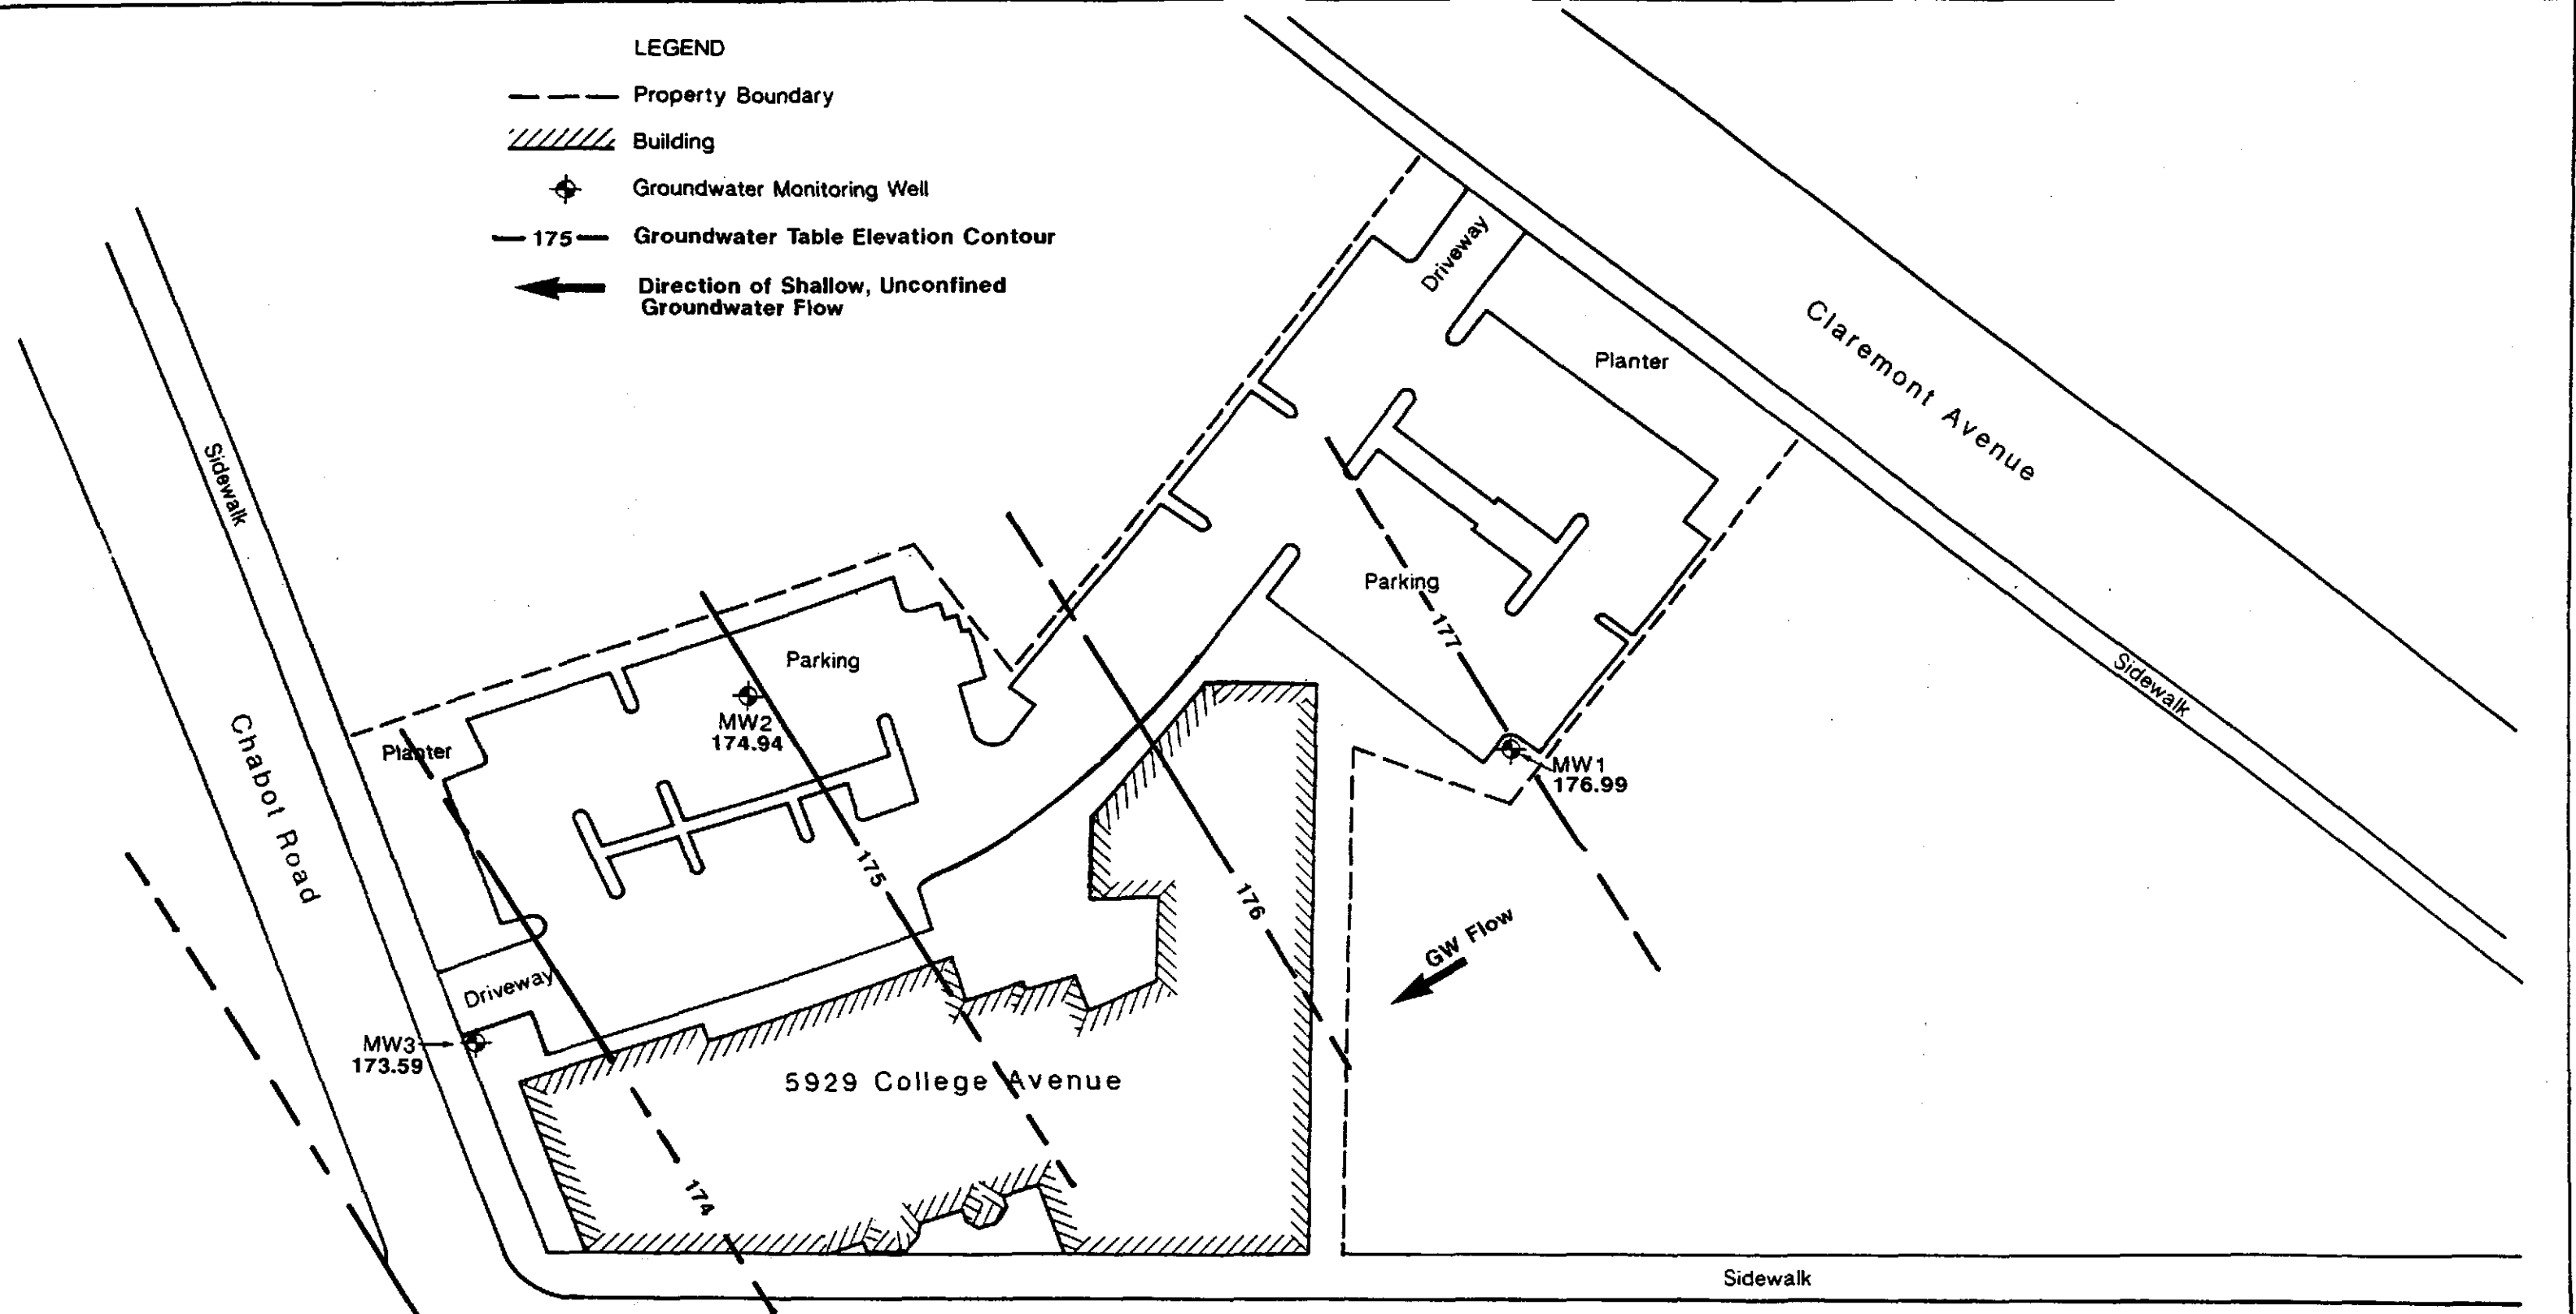 LEGEND
Property Boundary
Building
Groundwater Monitoring Well
175
Groundwater Table Elevation Contour
Direction of Shallow, Unconfined
Groundwater Flow
Driveway
Planter
Claremont Avenue
Sidewalk
Parking
177
Parking
Sidewalk
MW2
174.94
Planter
MW1
176.99
Chabot Road
175
176
GW Flow
Driveway
MW3
173.59
5929 College Avenue
174
Sidewalk